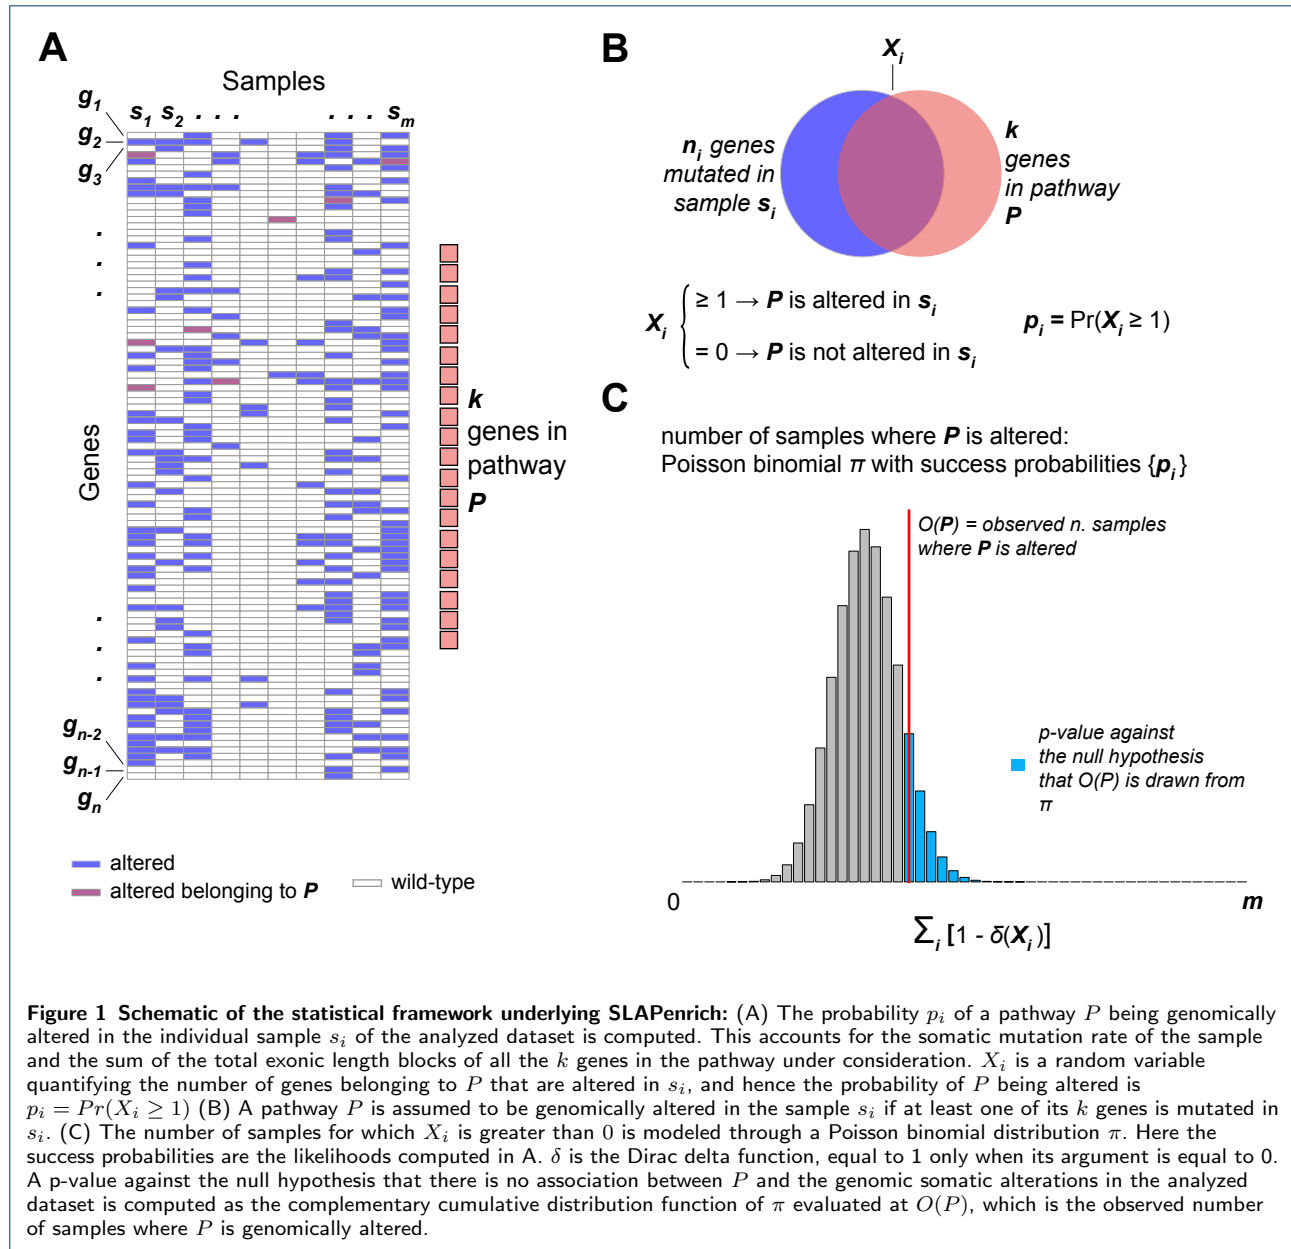 A
Samples
g1
s1 s2 . . . . . . sm
g2
g3
.
.
.
Genes
.
.
.
gn-2
gn-1
gn
k
genes in
pathway
P
altered
altered belonging to P
wild-type
B
Xi
ni genes
mutated in
sample si
k
genes
in pathway
P
Xi
≥ 1 → P is altered in si
= 0 → P is not altered in si
pi = Pr(Xi ≥ 1)
C
number of samples where P is altered:
Poisson binomial π with success probabilities {pi}
O(P) = observed n. samples
where P is altered
p-value against
the null hypothesis
that O(P) is drawn from
π
0
m
Σi [1 - δ(Xi)]
Figure 1 Schematic of the statistical framework underlying SLAPenrich: (A) The probability pi of a pathway P being genomically
altered in the individual sample si of the analyzed dataset is computed. This accounts for the somatic mutation rate of the sample
and the sum of the total exonic length blocks of all the k genes in the pathway under consideration. Xi is a random variable
quantifying the number of genes belonging to P that are altered in si, and hence the probability of P being altered is
pi = Pr(Xi ≥ 1) (B) A pathway P is assumed to be genomically altered in the sample si if at least one of its k genes is mutated in
si. (C) The number of samples for which Xi is greater than 0 is modeled through a Poisson binomial distribution π. Here the
success probabilities are the likelihoods computed in A. δ is the Dirac delta function, equal to 1 only when its argument is equal to 0.
A p-value against the null hypothesis that there is no association between P and the genomic somatic alterations in the analyzed
dataset is computed as the complementary cumulative distribution function of π evaluated at O(P), which is the observed number
of samples where P is genomically altered.